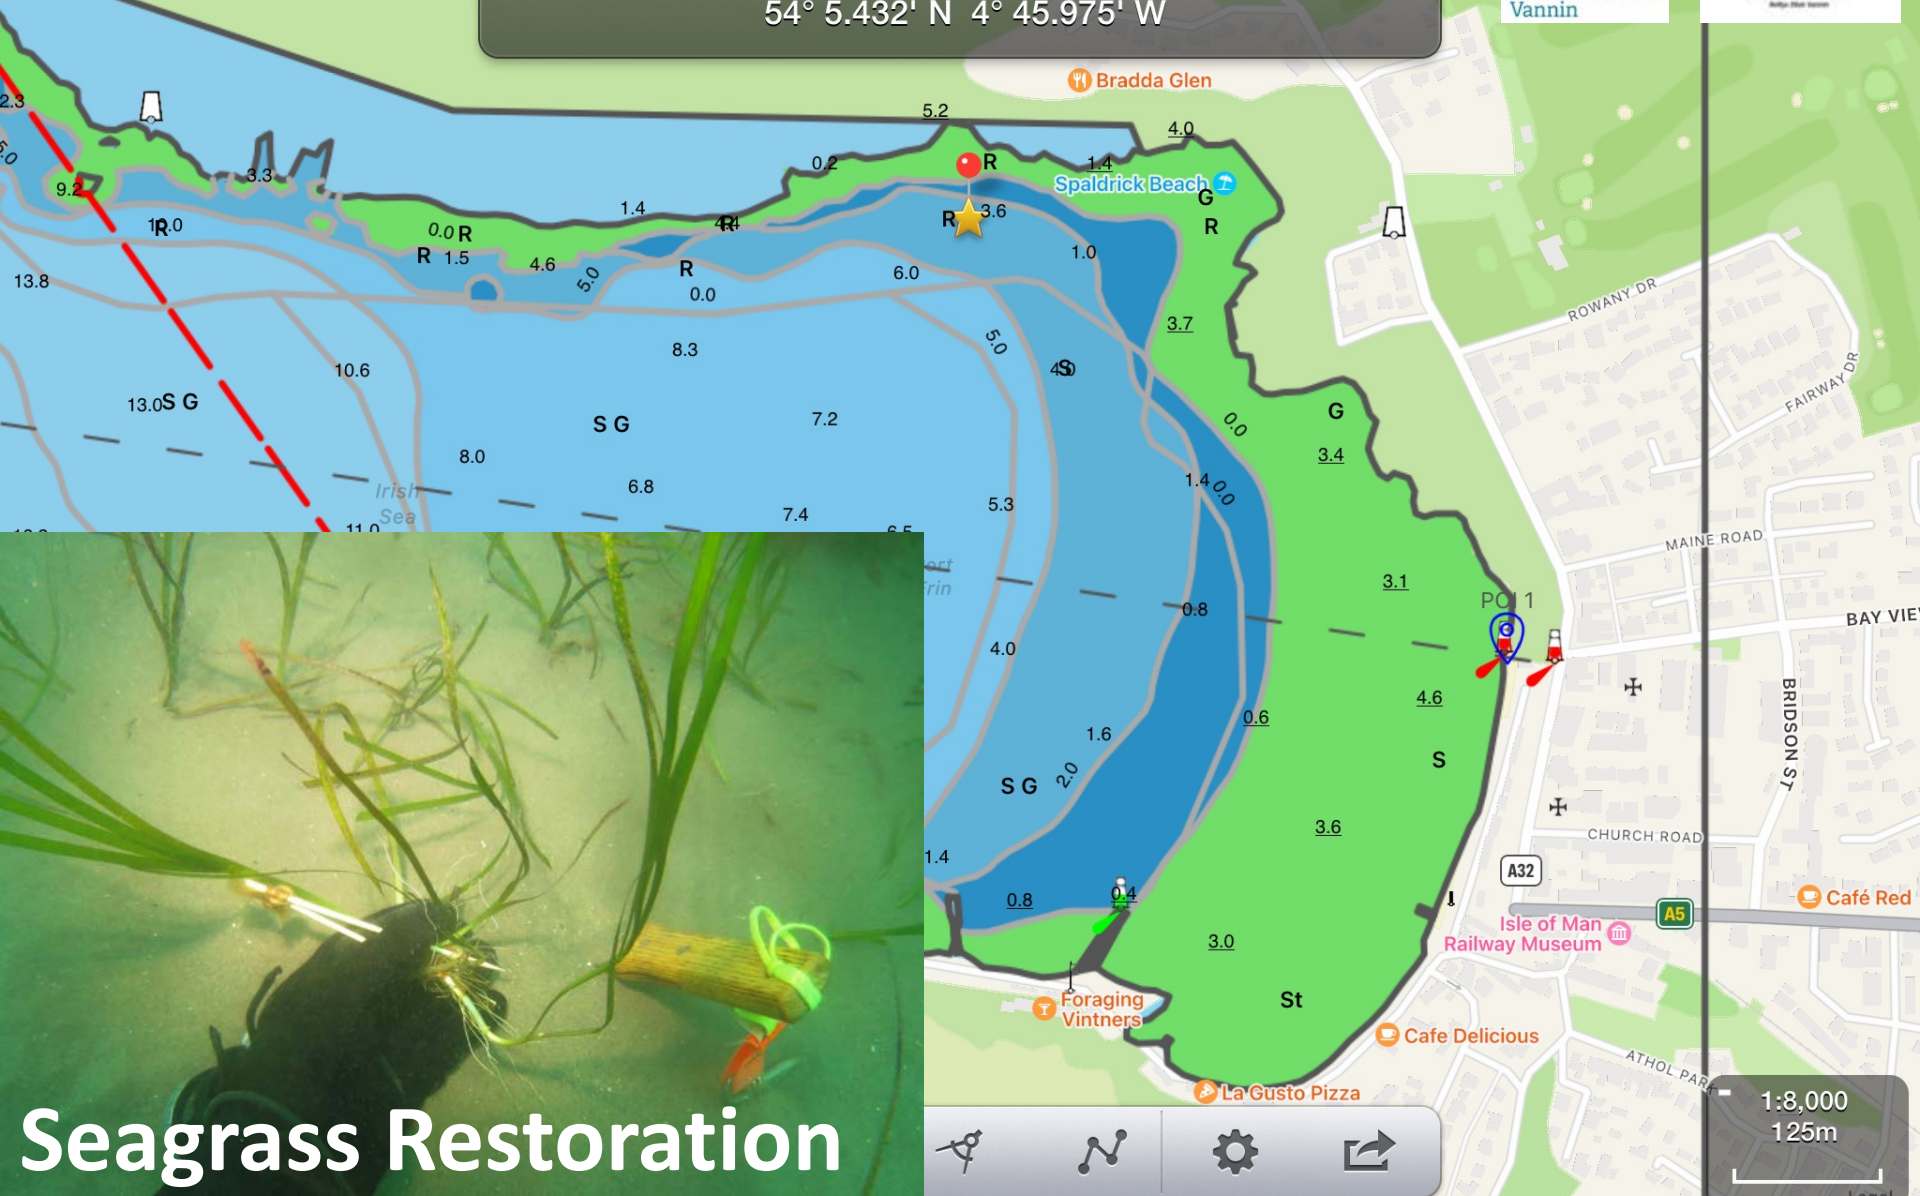 54° 5.432' N 4° 45.975' W
Vannin
Bradda Glen
5.2
4.0
2.3
0.2
R
1.4
3.3
Spaldrick Beach
9.2
G
1.4
R
3.6
R
R
0.0 R
R 1.5
4.6
5.0
R
0.0
6.0
1.0
13.8
3.7
ROWANY DR
8.3
5.0
10.6
FAIRWAY DR
13.0 S G
S G
7.2
0.0
G
3.4
8.0
6.8
1.4
0.0
Irish
Sea
5.3
7.4
11.0
MAINE ROAD
3.1
POI 1
0.8
BAY VIE
4.0
4.6
BRIDSON ST
0.6
1.6
S
S G
2.0
3.6
CHURCH ROAD
1.4
A32
0.8
0.4
Café Red
A5
Isle of Man
Railway Museum
3.0
St
Foraging
Vintners
Cafe Delicious
ATHOL PARK
La Gusto Pizza
1:8,000
125m
Seagrass Restoration